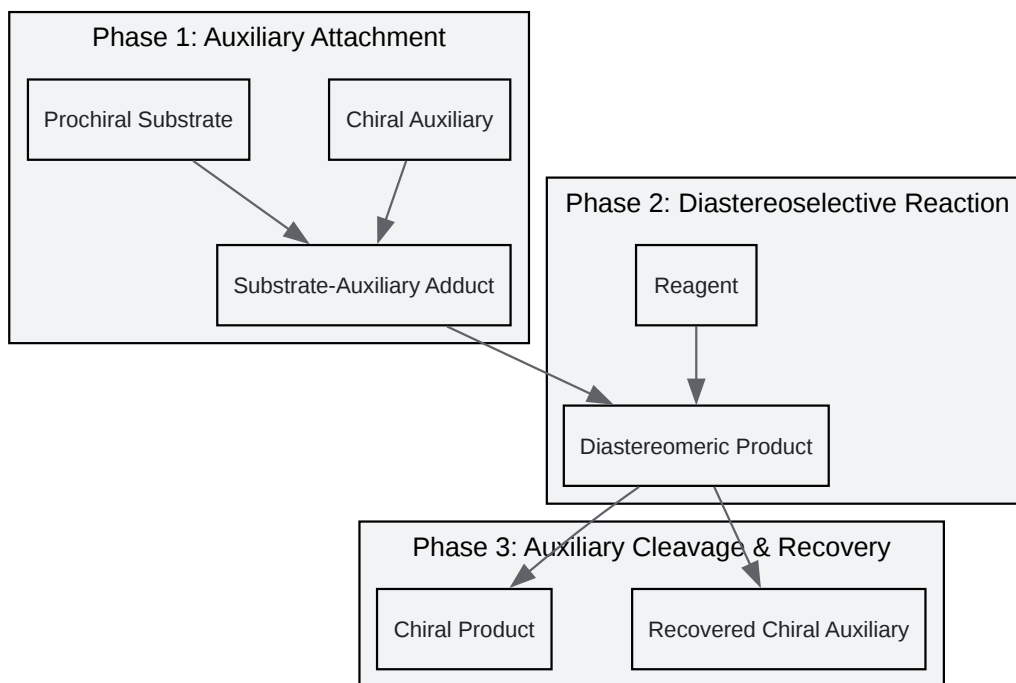 Phase 1: Auxiliary Attachment
Prochiral Substrate
Chiral Auxiliary
Substrate-Auxiliary Adduct
Phase 2: Diastereoselective Reaction
Reagent
Diastereomeric Product
Phase 3: Auxiliary Cleavage & Recovery
Chiral Product
Recovered Chiral Auxiliary